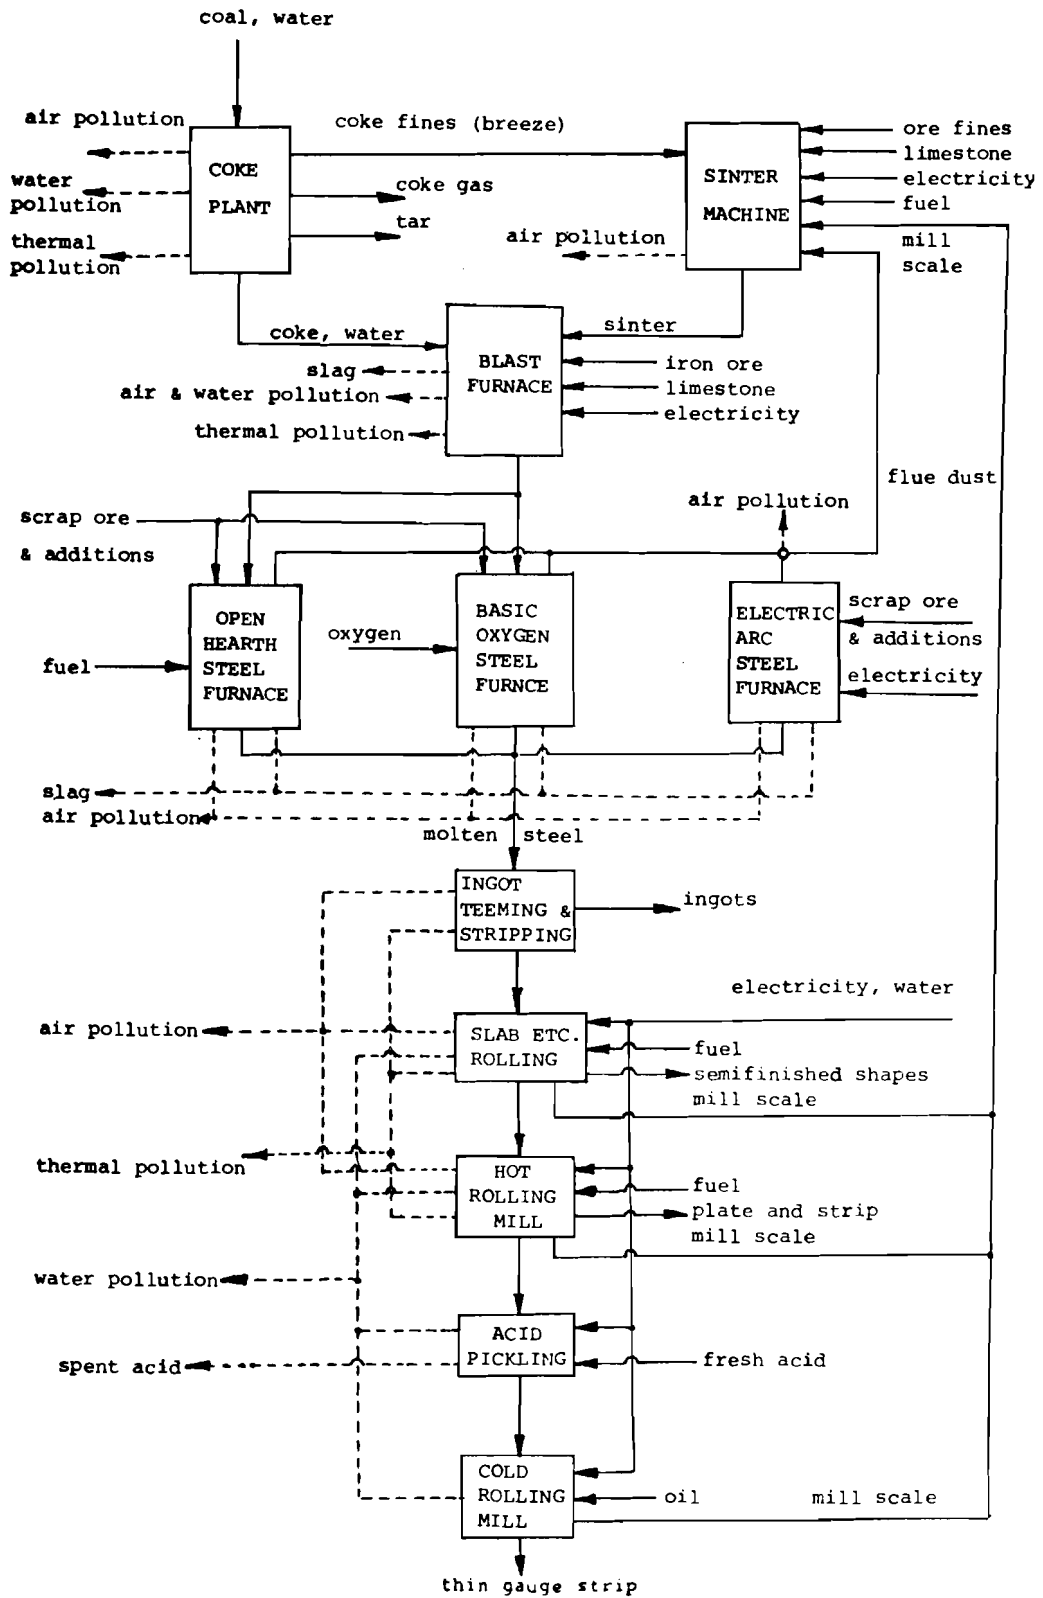 coal, water
air pollution
coke fines (breeze)
ore fines
limestone
electricity
fuel
mill
scale
COKE
PLANT
SINTER
MACHINE
water
pollution
coke gas
tar
thermal
pollution
air pollution
coke, water
sinter
BLAST
FURNACE
slag
air & water pollution
thermal pollution
iron ore
limestone
electricity
flue dust
air pollution
scrap ore
& additions
OPEN
HEARTH
STEEL
FURNACE
fuel
oxygen
BASIC
OXYGEN
STEEL
FURNCE
ELECTRIC
ARC
STEEL
FURNACE
scrap ore
& additions
electricity
slag
air pollution
molten steel
INGOT
TEEMING &
STRIPPING
ingots
electricity, water
air pollution
SLAB ETC.
ROLLING
fuel
semifinished shapes
mill scale
thermal pollution
HOT
ROLLING
MILL
fuel
plate and strip
mill scale
water pollution
ACID
PICKLING
spent acid
fresh acid
COLD
ROLLING
MILL
oil
mill scale
thin gauge strip